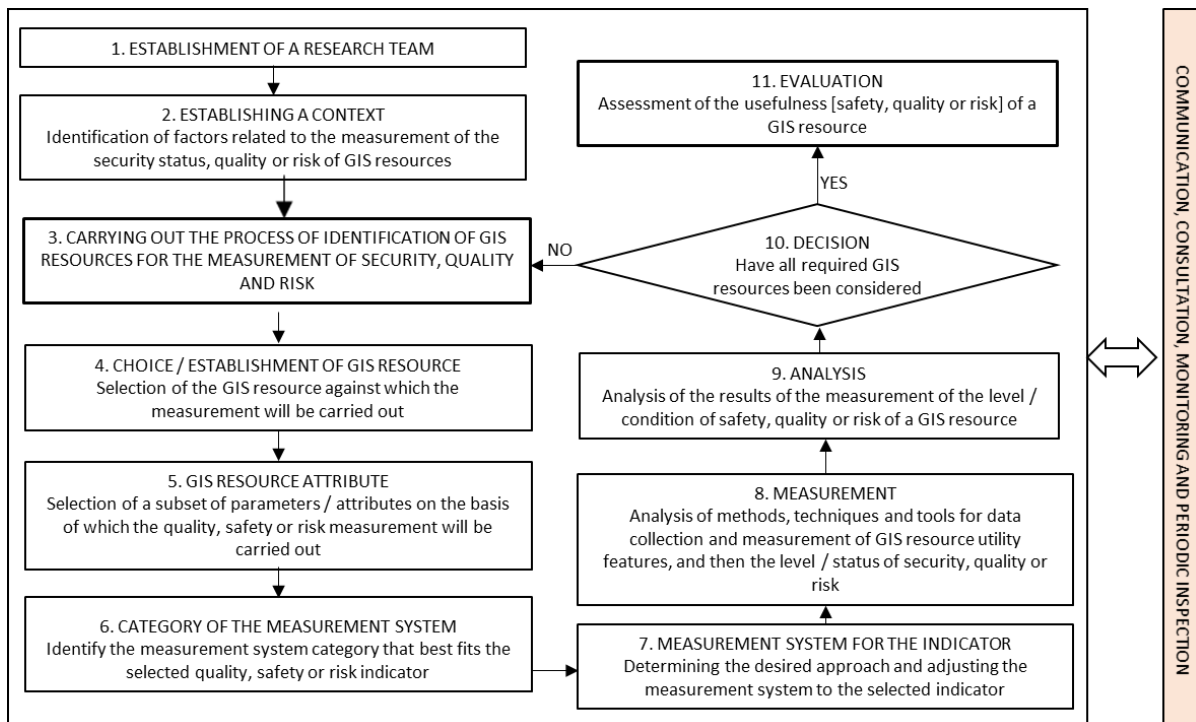 1. ESTABLISHMENT OF A RESEARCH TEAM
2. ESTABLISHING A CONTEXT
Identification of factors related to the measurement of the
security status, quality or risk of GIS resources
3. CARRYING OUT THE PROCESS OF IDENTIFICATION OF GIS
RESOURCES FOR THE MEASUREMENT OF SECURITY, QUALITY
AND RISK
4. CHOICE / ESTABLISHMENT OF GIS RESOURCE
Selection of the GIS resource against which the
measurement will be carried out
5. GIS RESOURCE ATTRIBUTE
Selection of a subset of parameters / attributes on the basis
of which the quality, safety or risk measurement will be
carried out
6. CATEGORY OF THE MEASUREMENT SYSTEM
Identify the measurement system category that best fits the
selected quality, safety or risk indicator
7. MEASUREMENT SYSTEM FOR THE INDICATOR
Determining the desired approach and adjusting the
measurement system to the selected indicator
8. MEASUREMENT
Analysis of methods, techniques and tools for data
collection and measurement of GIS resource utility
features, and then the level / status of security, quality or
risk
9. ANALYSIS
Analysis of the results of the measurement of the level /
condition of safety, quality or risk of a GIS resource
10. DECISION
Have all required GIS
resources been considered
NO
YES
11. EVALUATION
Assessment of the usefulness [safety, quality or risk] of a
GIS resource
COMMUNICATION, CONSULTATION, MONITORING AND PERIODIC INSPECTION